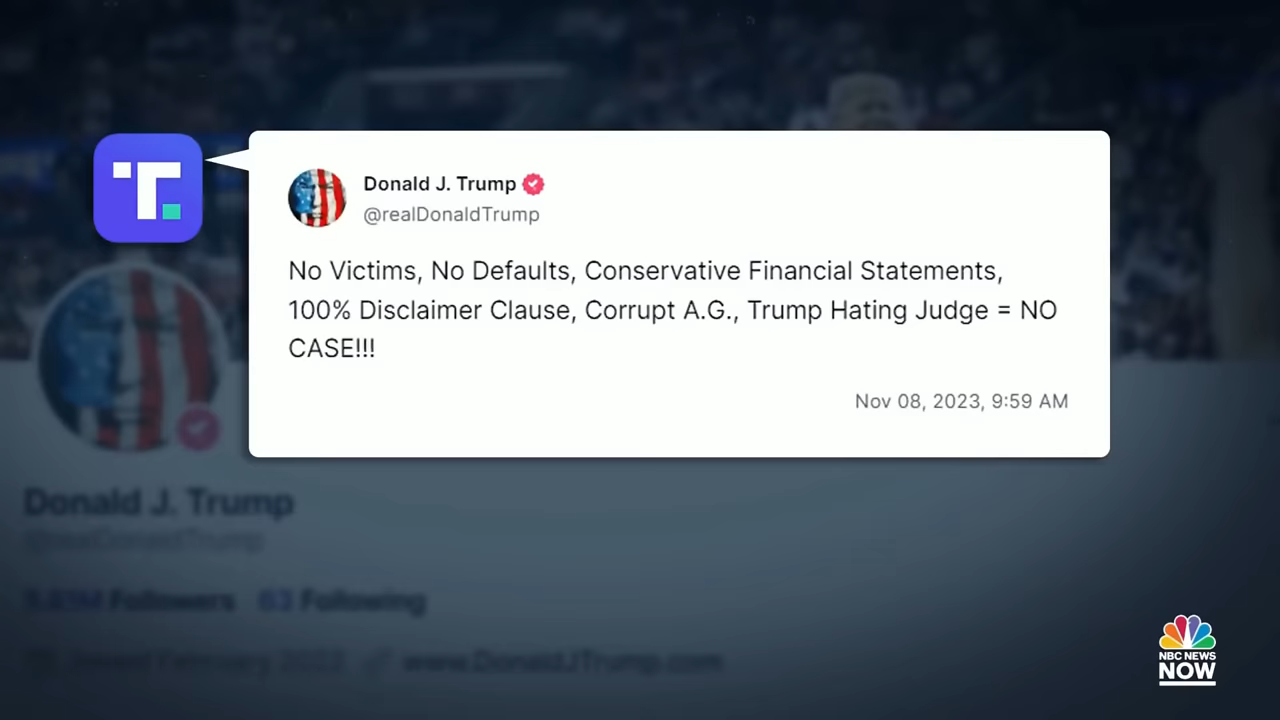 T.
Donald J. Trump
@realDonaldTrump
No Victims, No Defaults, Conservative Financial Statements,
100% Disclaimer Clause, Corrupt A.G., Trump Hating Judge = NO
CASE!!!
Nov 08, 2023, 9:59 AM
Donald J. Trump
@realDonaldTrump
Followers 63 Following
Joined February 2022 www.DonaldJTrump.com
NBC NEWS
NOW